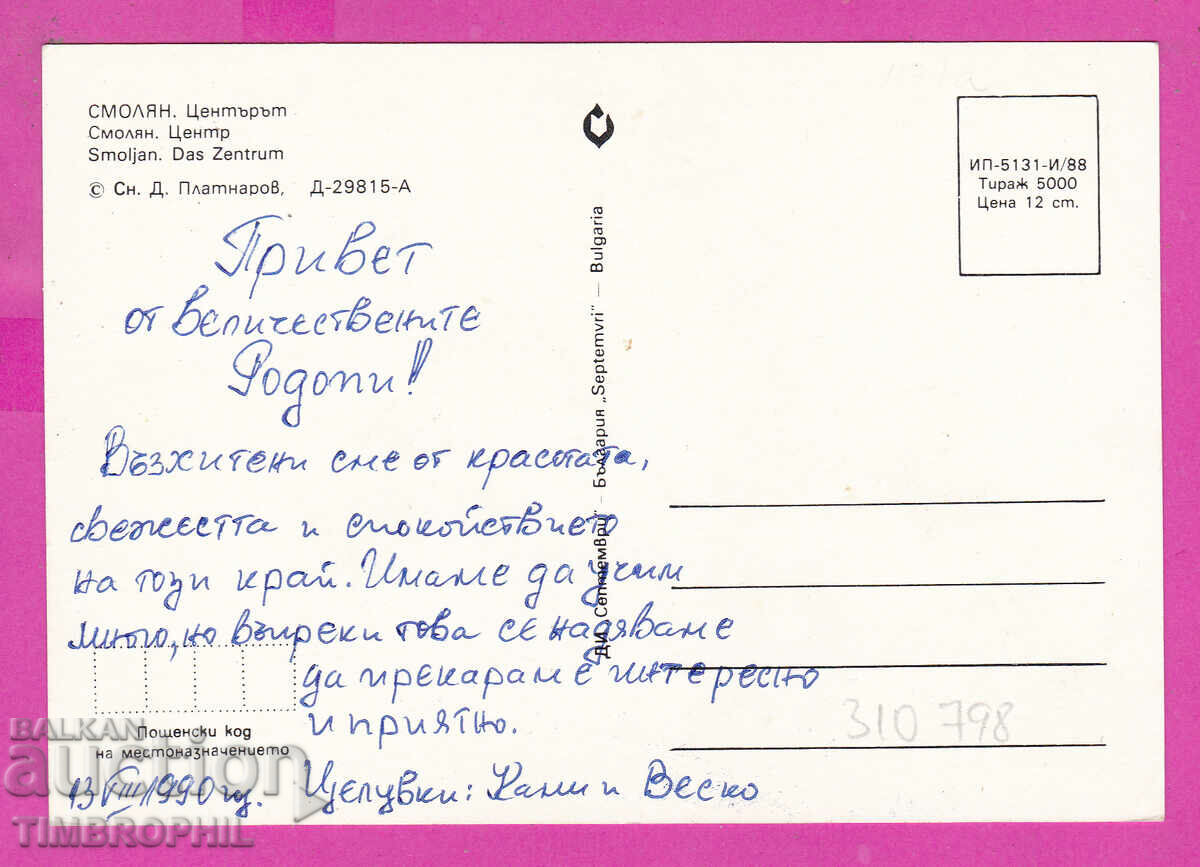 СМОЛЯН. Центърът
Смолян. Центр
Smoljan. Das Zentrum
© Сн. Д. Платнаров, Д-29815-А
ИП-5131-И/88
Тираж 5000
Цена 12 ст.
ДИ „Септември“ — България „Septemvri“ — Bulgaria
Привет
от величествените
Родопи!
Възхитени сме от красотата,
свежестта и спокойствието
на този край. Имаме да учим
много, но въпреки това се надяваме
да прекараме интересно
и приятно.
13 VIII 1990 г. Целувки: Ками и Веско
Пощенски код
на местоназначението
310 798
BALKAN
auction
TIMBROPHIL